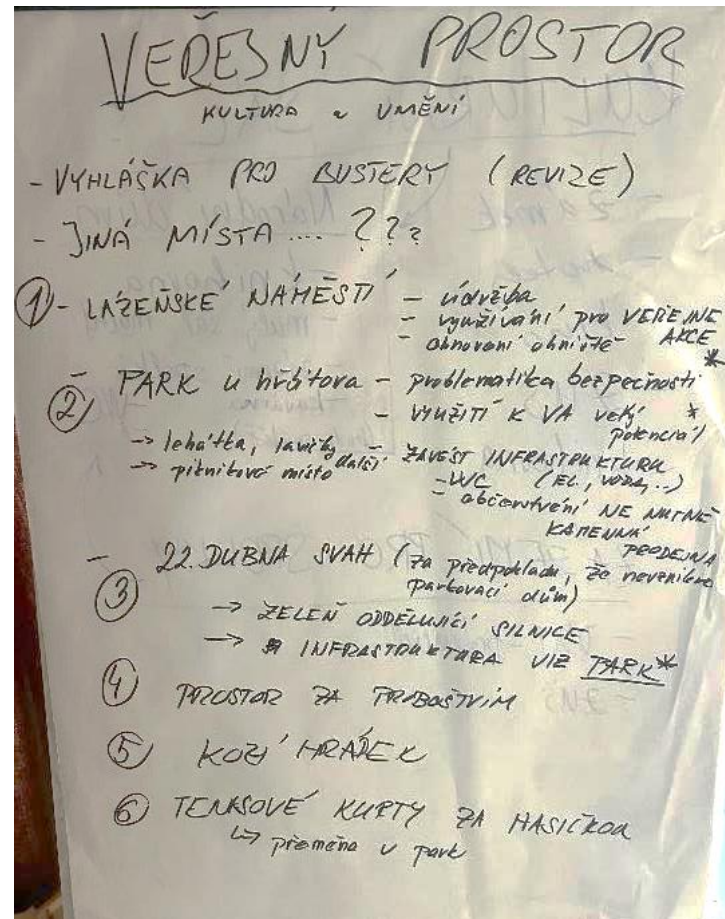 VEŘEJNÝ PROSTOR
KULTURA a UMĚNÍ
- VYHLÁŠKA PRO BUSTERY (REVIZE)
- JINÁ MÍSTA .... ???
① - LÁZEŇSKÉ NÁMĚSTÍ - údržba
- využívání pro VEŘEJNÉ AKCE *
- obnovení ohniště
② - PARK u hřbitova - problematika bezpečnosti
- VYUŽITÍ K VA velký potenciál *
-> lehátka, lavičky
-> piknikové místo
další - ZAVÉST INFRASTRUKTURU
(EL., VODA, ..)
- WC
- občerstvení NE NUTNĚ
KAMENNÁ
PRODEJNA
③ - 22. DUBNA SVAH (za předpokladu, že nevznikne
parkovací dům)
-> ZELEŇ ODDĚLUJÍCÍ SILNICE
-> INFRASTRUKTURA VIZ PARK *
④ PROSTOR ZA PROBOŠTVÍM
⑤ KOZÍ HRÁDEK
⑥ TENISOVÉ KURTY ZA HASIČKOU
↳ přeměna v park